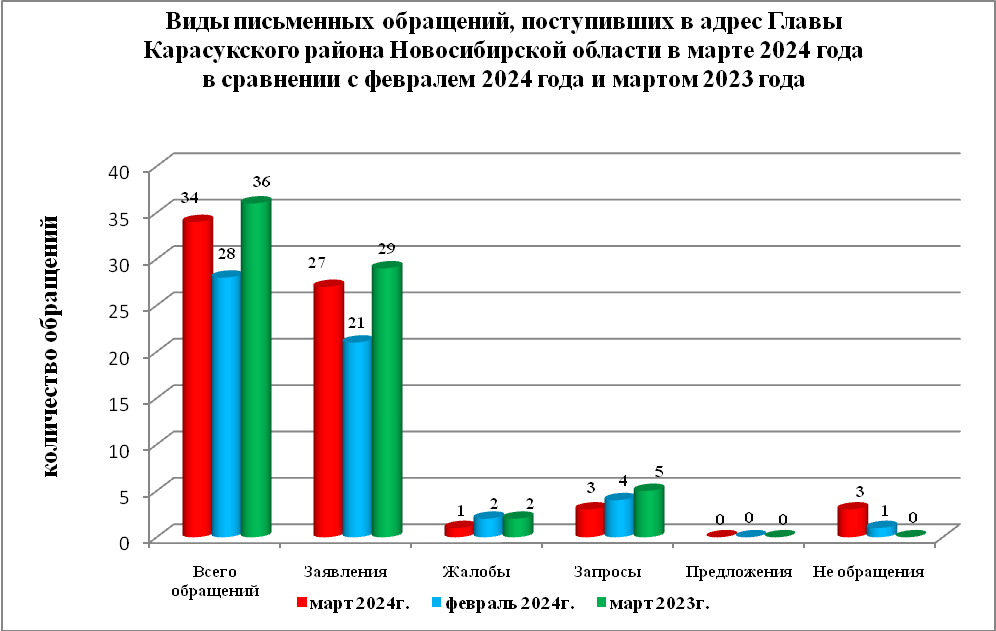 Виды письменных обращений, поступивших в адрес Главы
Карасукского района Новосибирской области в марте 2024 года
в сравнении с февралем 2024 года и мартом 2023 года
количество обращений
40
35
30
25
20
15
10
5
0
34 28 36
27 21 29
1 2 2
3 4 5
0 0 0
3 1 0
Всего
обращений
Заявления
Жалобы
Запросы
Предложения
Не обращения
март 2024г. февраль 2024г. март 2023г.